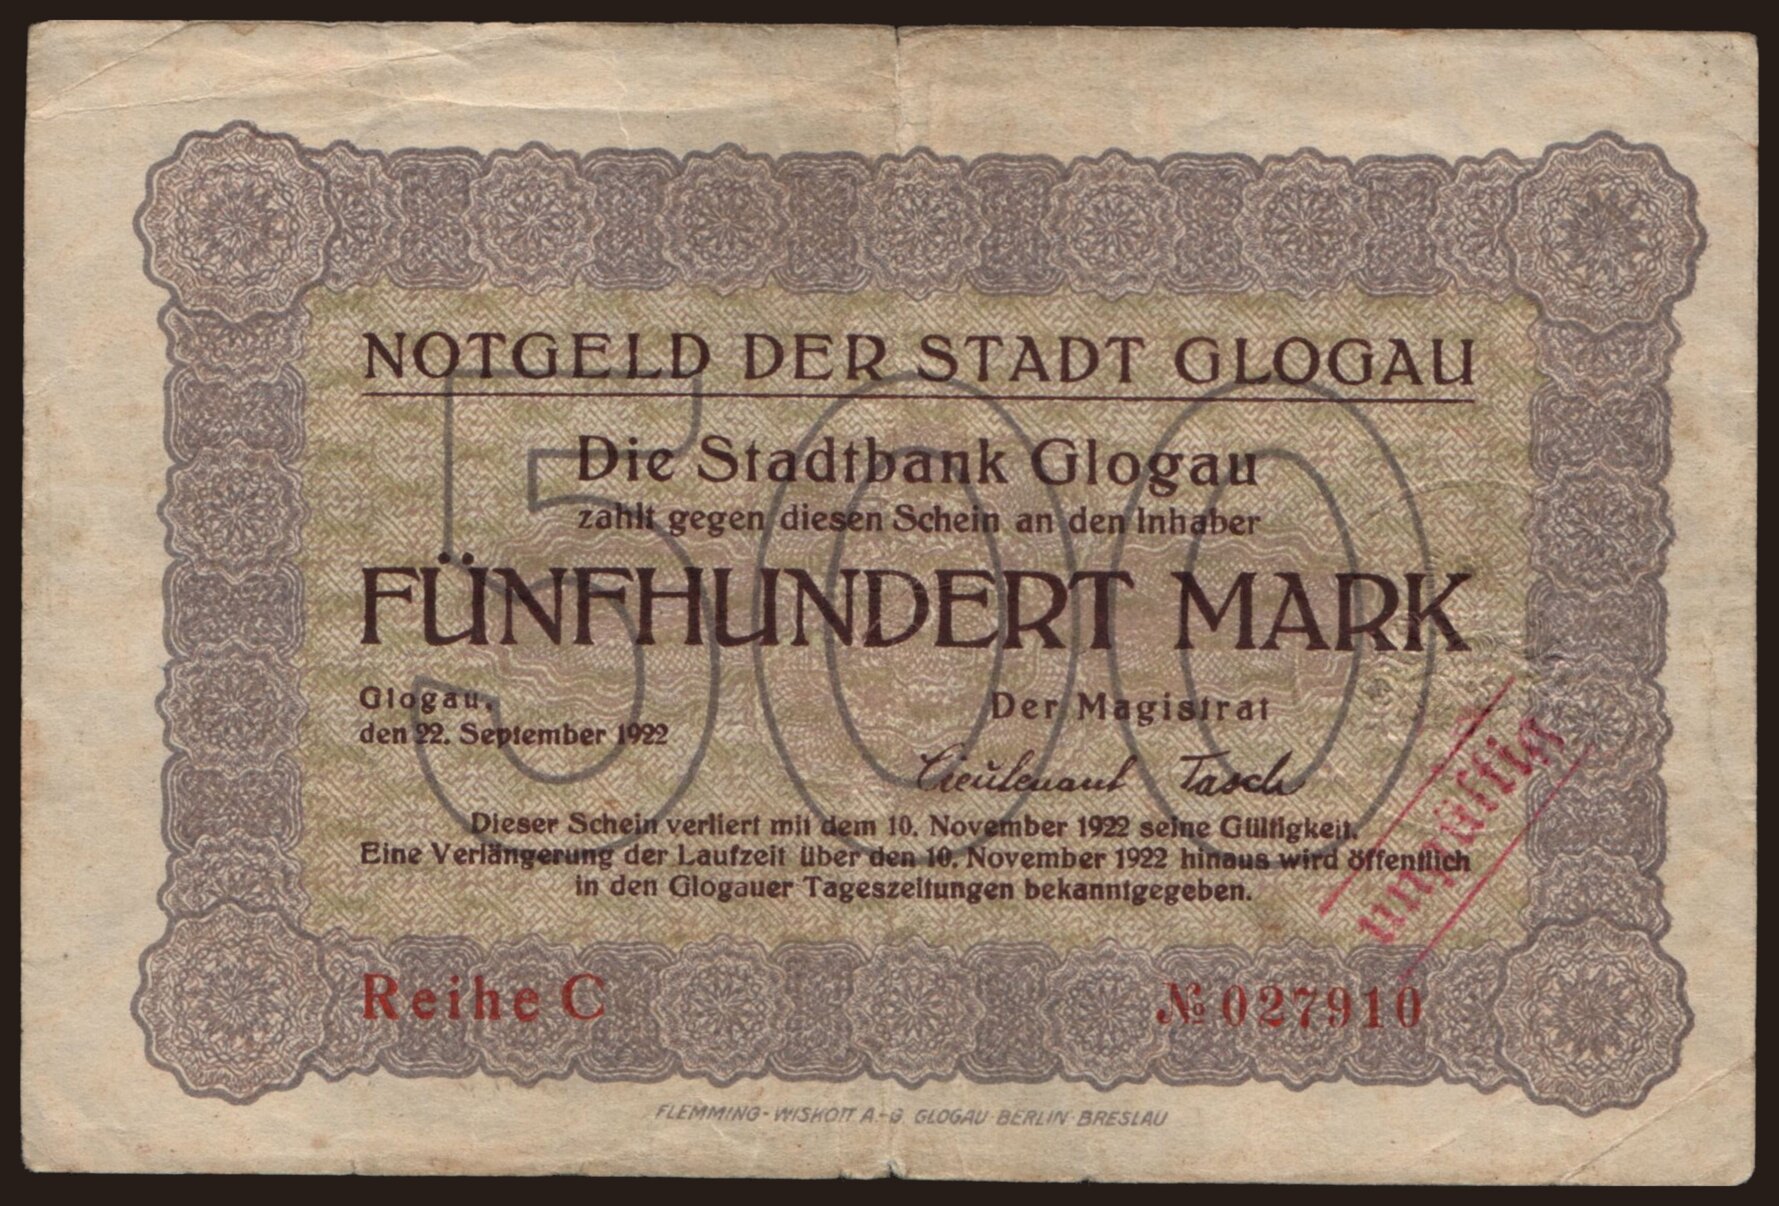 NOTGELD DER STADT GLOGAU
500
Die Stadtbank Glogau
zahlt gegen diesen Schein an den Inhaber
FÜNFHUNDERT MARK
Glogau,
den 22. September 1922
Der Magistrat
Lieutenant Tasch
Dieser Schein verliert mit dem 10. November 1922 seine Gültigkeit.
Eine Verlängerung der Laufzeit über den 10. November 1922 hinaus wird öffentlich
in den Glogauer Tageszeitungen bekanntgegeben.
ungültig
Reihe C
№ 027910
FLEMMING-WISKOTT A.-G. GLOGAU-BERLIN-BRESLAU